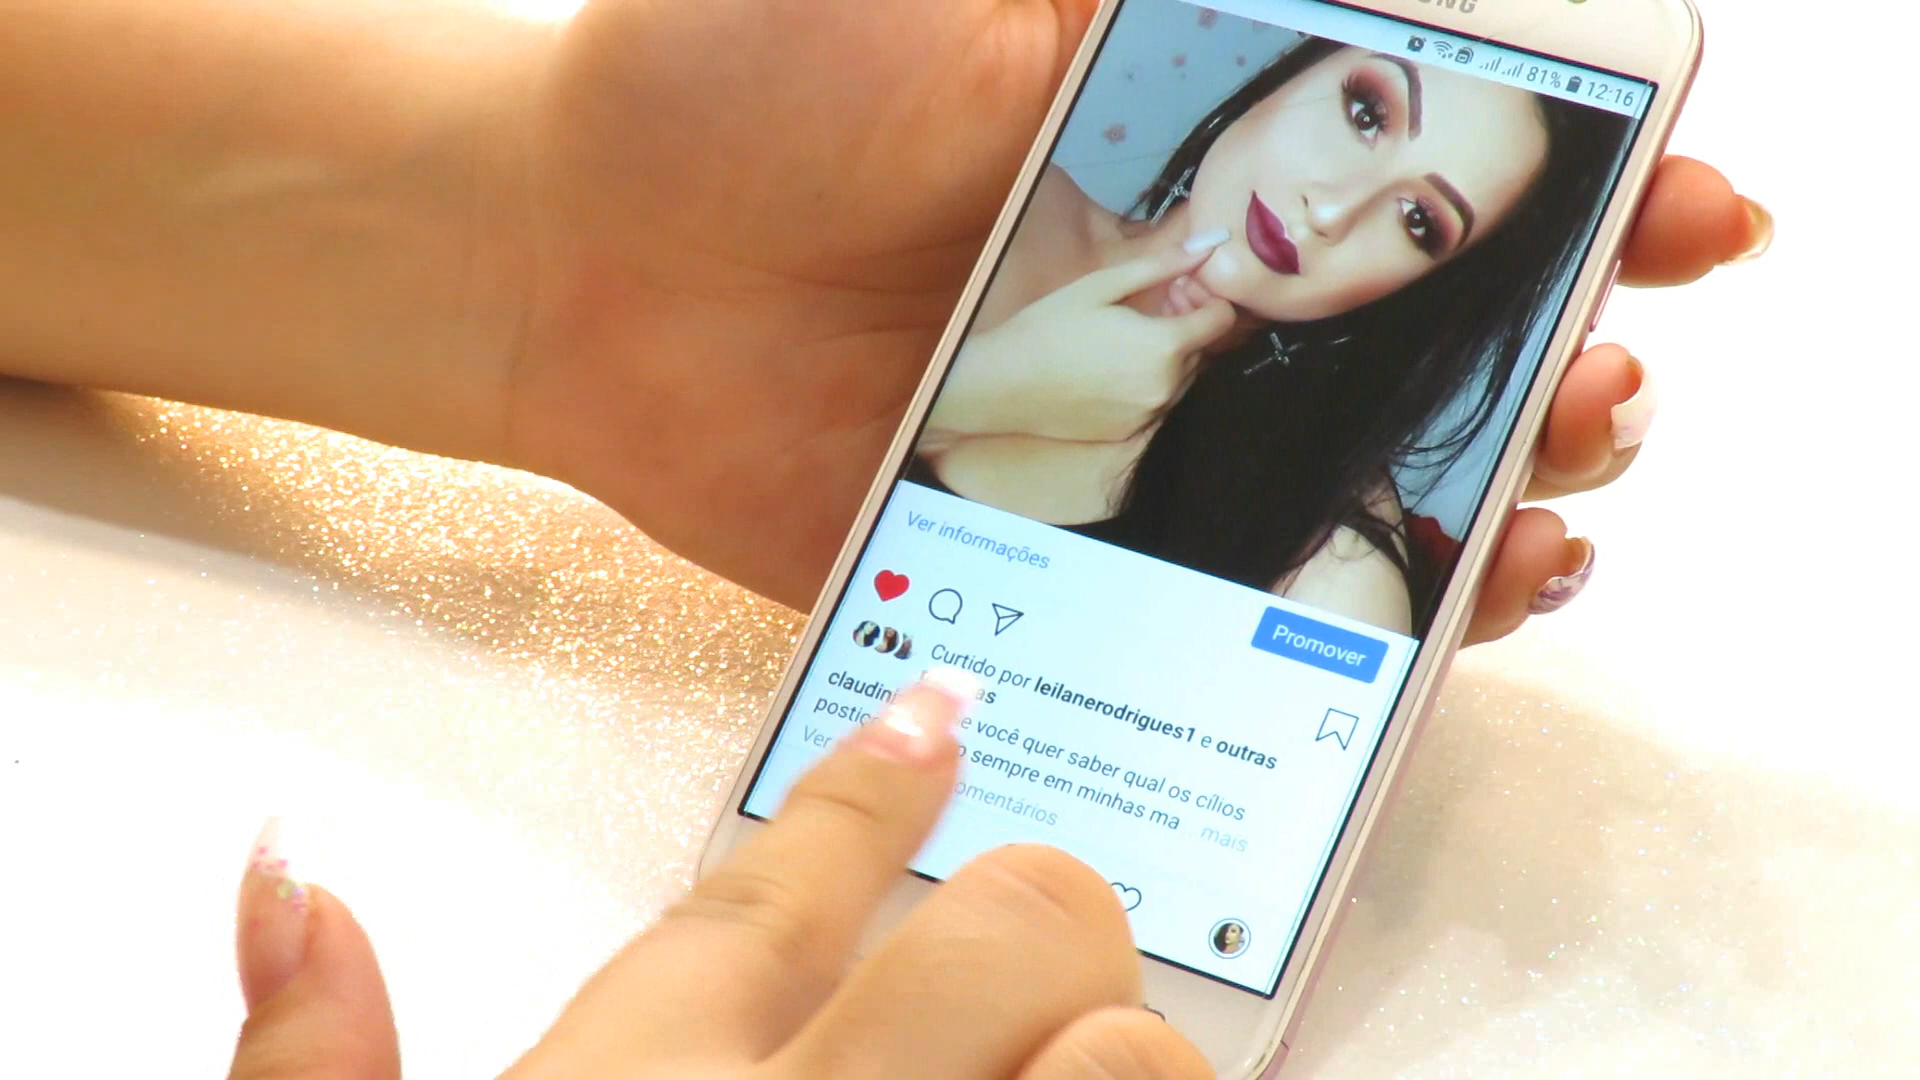 81% 12:16
Ver informações
Promover
Curtido por leilanerodrigues1 e outras
você quer saber qual os cílios
sempre em minhas ma ... mais
Ver